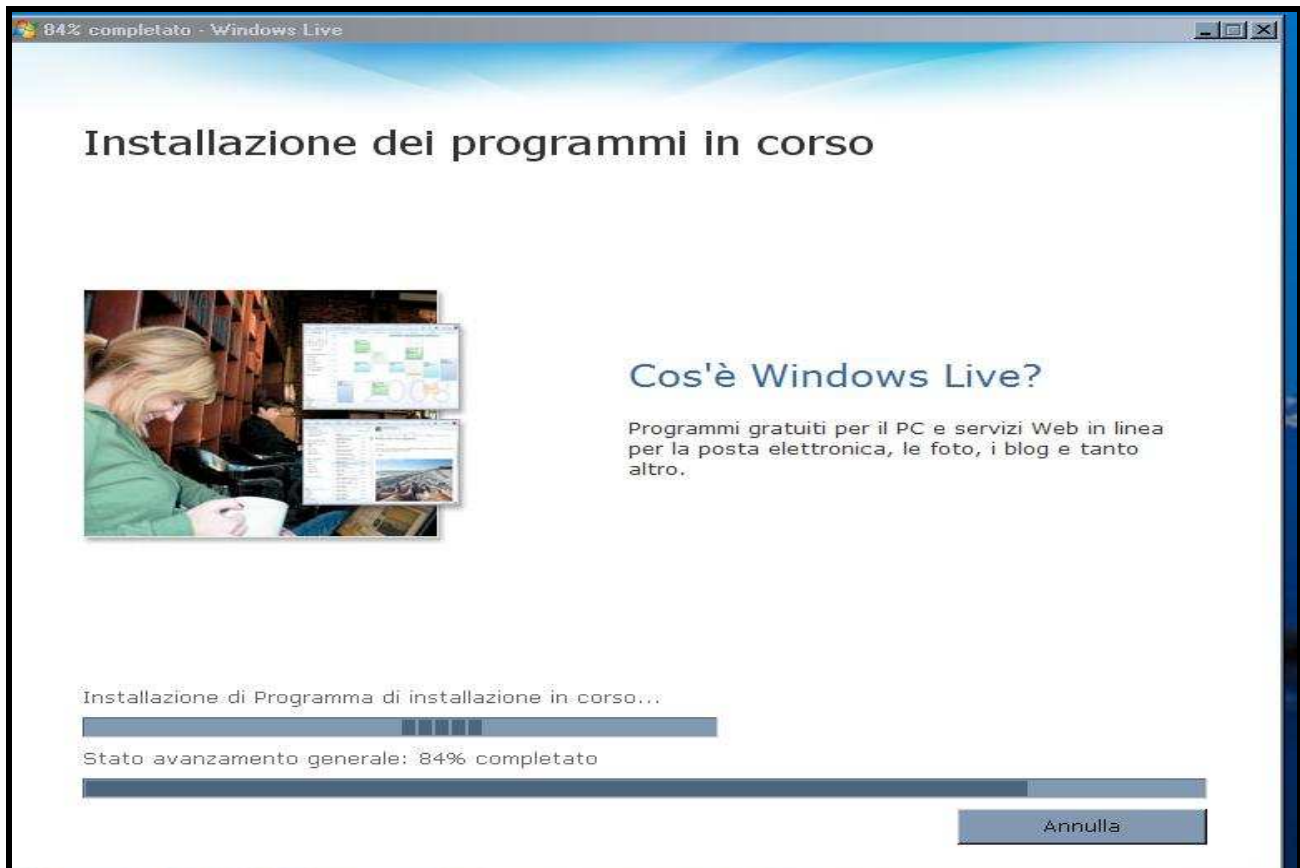 84% completato - Windows Live
Installazione dei programmi in corso
Cos'è Windows Live?
Programmi gratuiti per il PC e servizi Web in linea
per la posta elettronica, le foto, i blog e tanto
altro.
Installazione di Programma di installazione in corso...
Stato avanzamento generale: 84% completato
Annulla